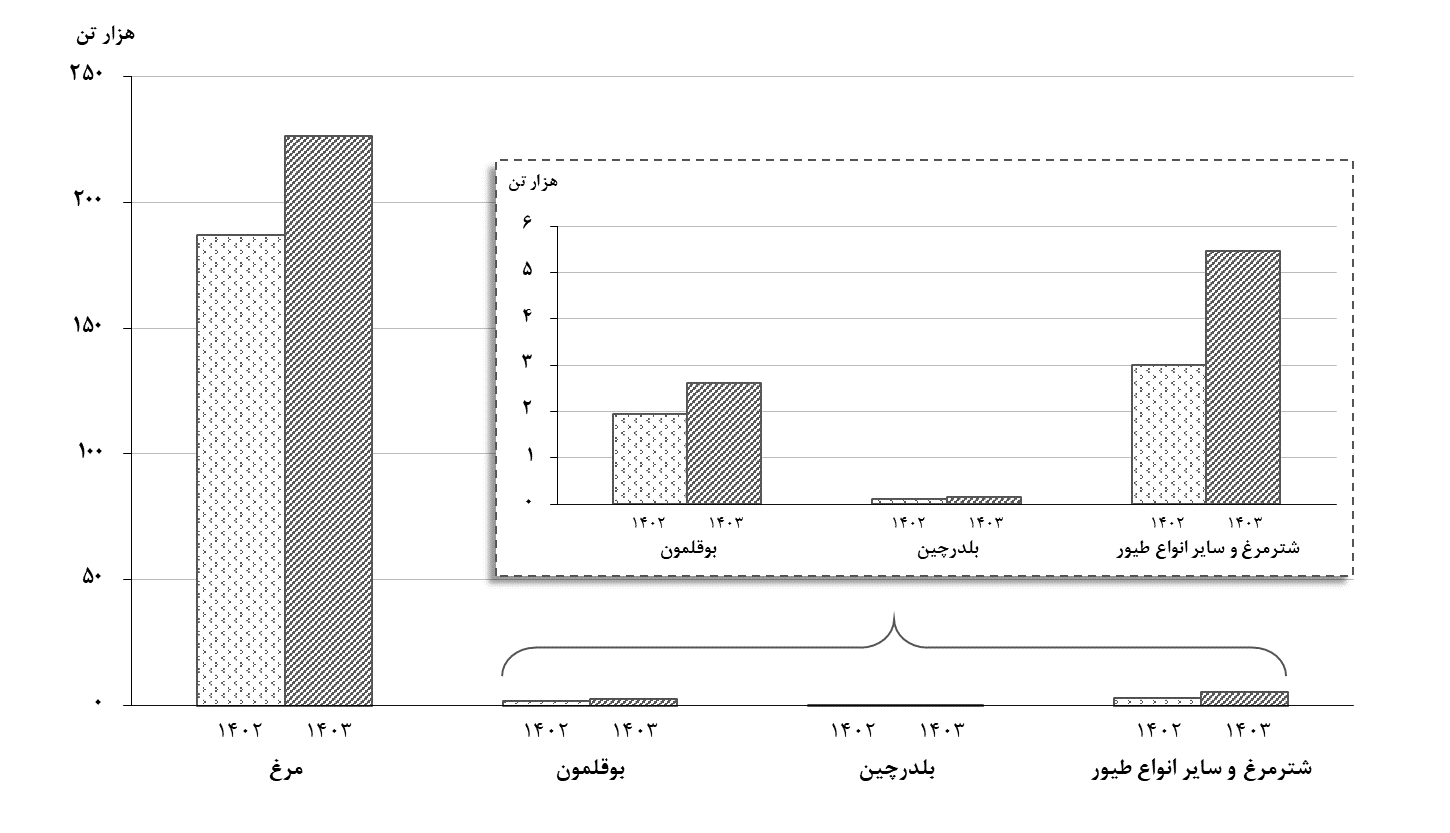 هزار تن
۲۵۰
۲۰۰
۱۵۰
۱۰۰
۵۰
۰
هزار تن
۶
۵
۴
۳
۲
۱
۰
۱۴۰۲ ۱۴۰۳ ۱۴۰۲ ۱۴۰۳ ۱۴۰۲ ۱۴۰۳
بوقلمون بلدرچین شترمرغ و سایر انواع طیور
۱۴۰۲ ۱۴۰۳ ۱۴۰۲ ۱۴۰۳ ۱۴۰۲ ۱۴۰۳ ۱۴۰۲ ۱۴۰۳
مرغ بوقلمون بلدرچین شترمرغ و سایر انواع طیور